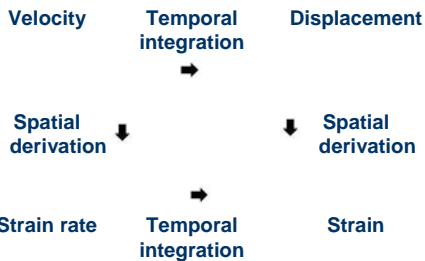 Velocity Temporal integration Displacement
Spatial derivation Spatial derivation
Strain rate Temporal integration Strain